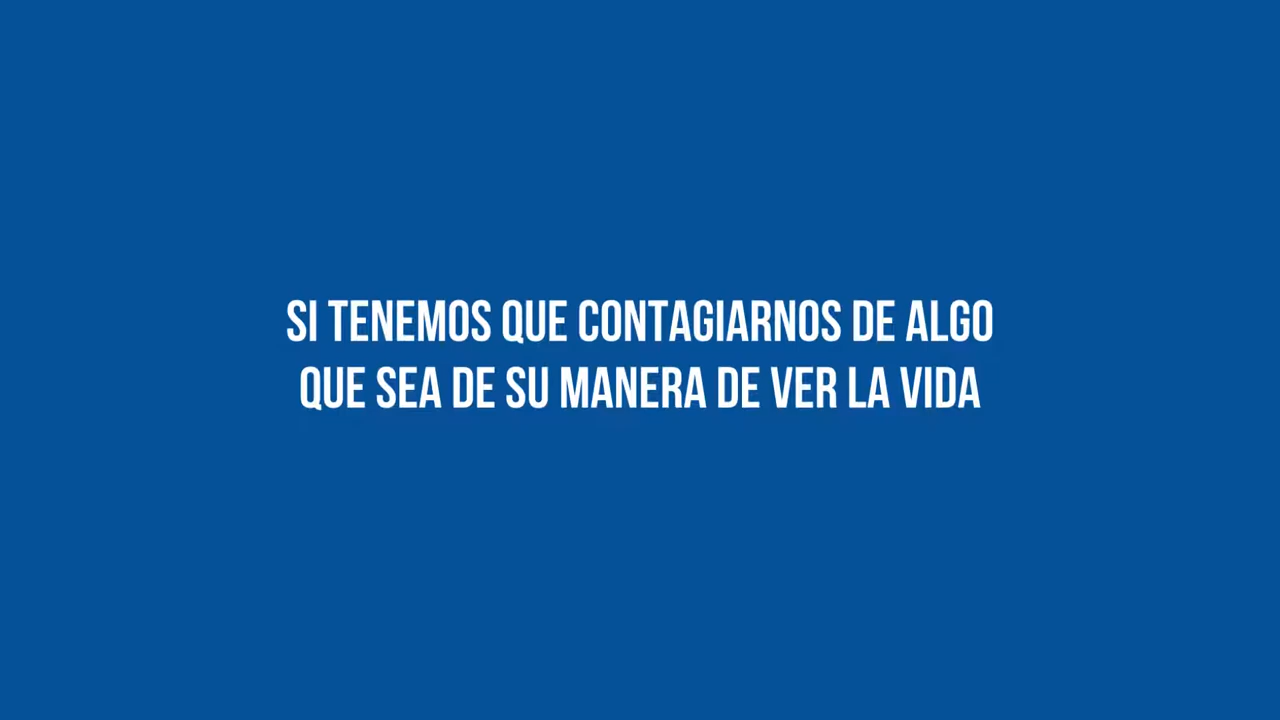 SI TENEMOS QUE CONTAGIARNOS DE ALGO
QUE SEA DE SU MANERA DE VER LA VIDA